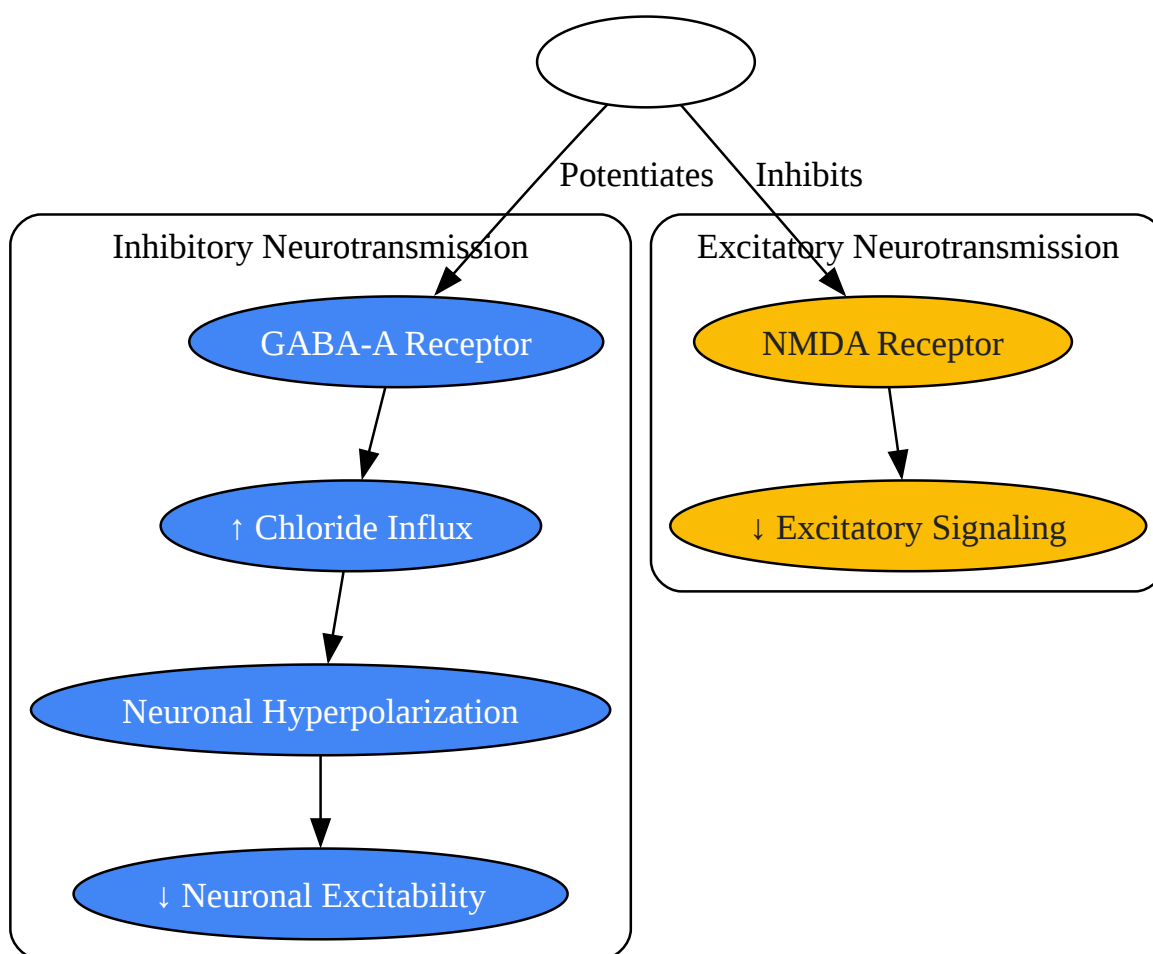 Potentiates
Inhibits
Inhibitory Neurotransmission
Excitatory Neurotransmission
GABA-A Receptor
NMDA Receptor
↑ Chloride Influx
↓ Excitatory Signaling
Neuronal Hyperpolarization
↓ Neuronal Excitability